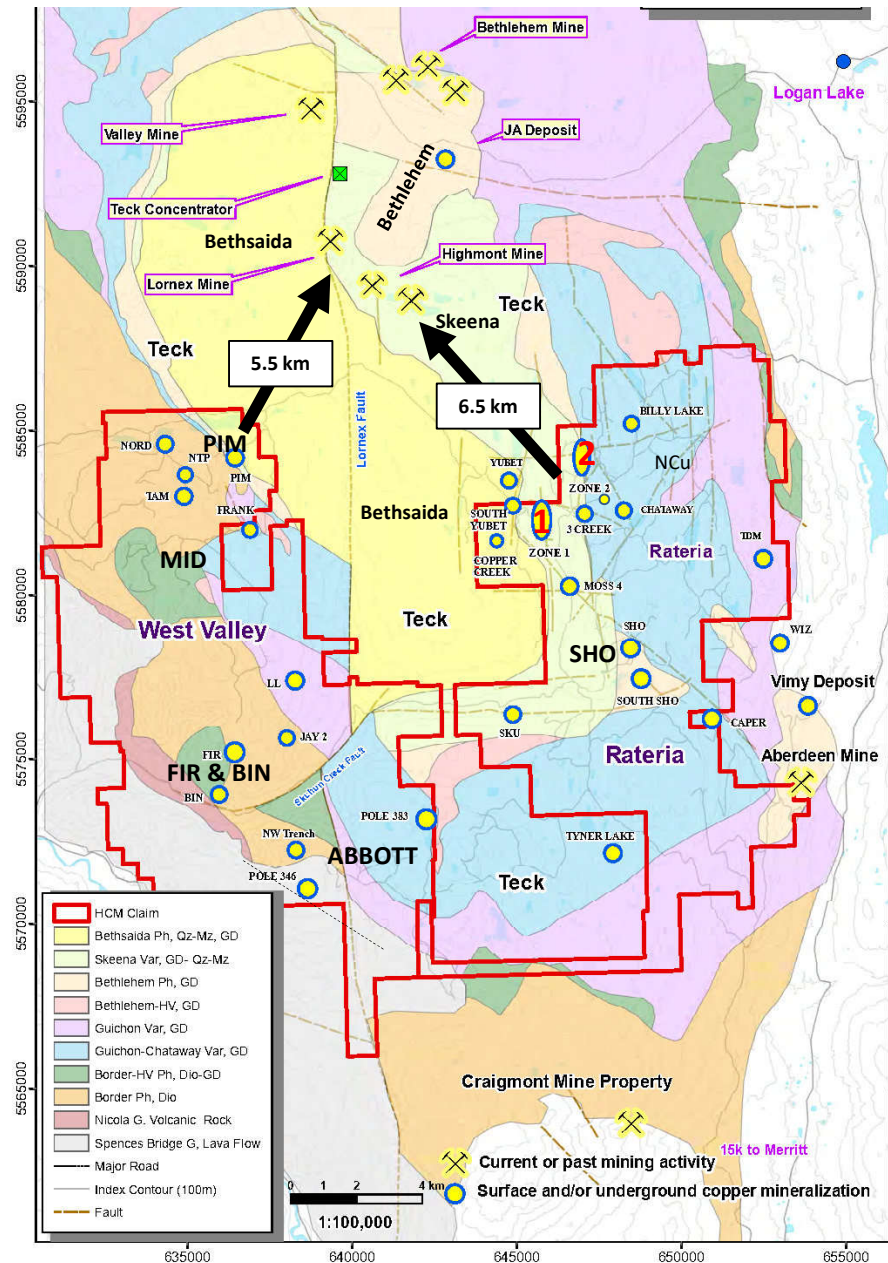 Bethlehem Mine
5595000
Logan Lake
Valley Mine
JA Deposit
Bethlehem
Teck Concentrator
Bethsaida
Highmont Mine
5590000
Lornex Mine
Teck
Skeena
Teck
5.5 km
6.5 km
Lornex Fault
BILLY LAKE
5585000
NORD
PIM
NTP
PIM
YUBET
2
NCu
TAM
ZONE 2
FRANK
Bethsaida
SOUTH
YUBET
1
3 CREEK
CHATAWAY
MID
COPPER
CREEK
ZONE 1
Rateria
TDM
5580000
MOSS 4
Teck
West Valley
SHO
WIZ
SHO
LL
SOUTH SHO
Vimy Deposit
SKU
CAPER
JAY 2
Rateria
5575000
FIR
Aberdeen Mine
FIR & BIN
Skuhun Creek Fault
BIN
POLE 383
NW Trench
ABBOTT
TYNER LAKE
POLE 346
Teck
5570000
HCM Claim
Bethsaida Ph, Qz-Mz, GD
Skeena Var, GD- Qz-Mz
Bethlehem Ph, GD
Bethlehem-HV, GD
Guichon Var, GD
Guichon-Chataway Var, GD
Border-HV Ph, Dio-GD
Border Ph, Dio
Nicola G. Volcanic Rock
Spences Bridge G, Lava Flow
Major Road
Index Contour (100m)
Fault
5565000
Craigmont Mine Property
15k to Merritt
Current or past mining activity
0 2 4 km
Surface and/or underground copper mineralization
1:100,000
635000 640000 645000 650000 655000